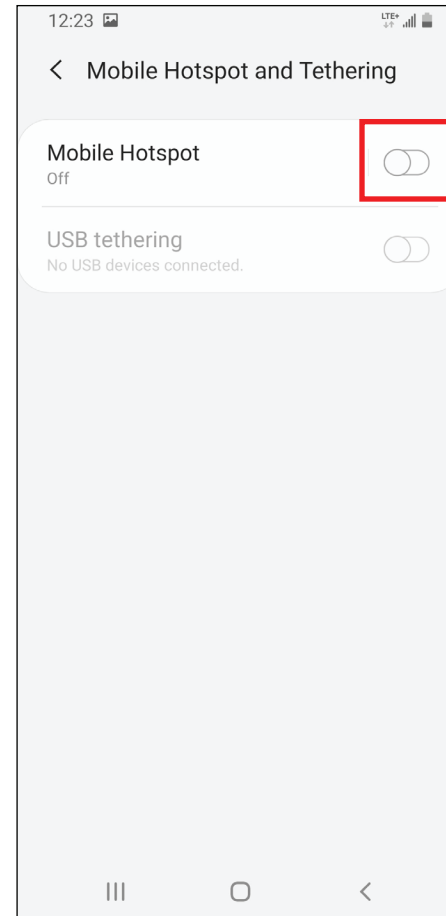 12:23
LTE+
Mobile Hotspot and Tethering
Mobile Hotspot
Off
USB tethering
No USB devices connected.